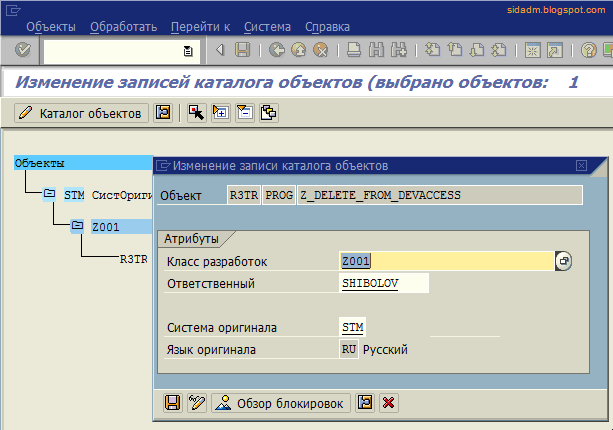 sidadm.blogspot.com
Объекты Обработать Перейти к Система Справка
Изменение записей каталога объектов (выбрано объектов: 1
Каталог объектов
Объекты
STM СистОриги
Z001
R3TR
Изменение записи каталога объектов
Объект R3TR PROG Z_DELETE_FROM_DEVACCESS
Атрибуты
Класс разработок Z001
Ответственный SHIBOLOV
Система оригинала STM
Язык оригинала RU Русский
Обзор блокировок